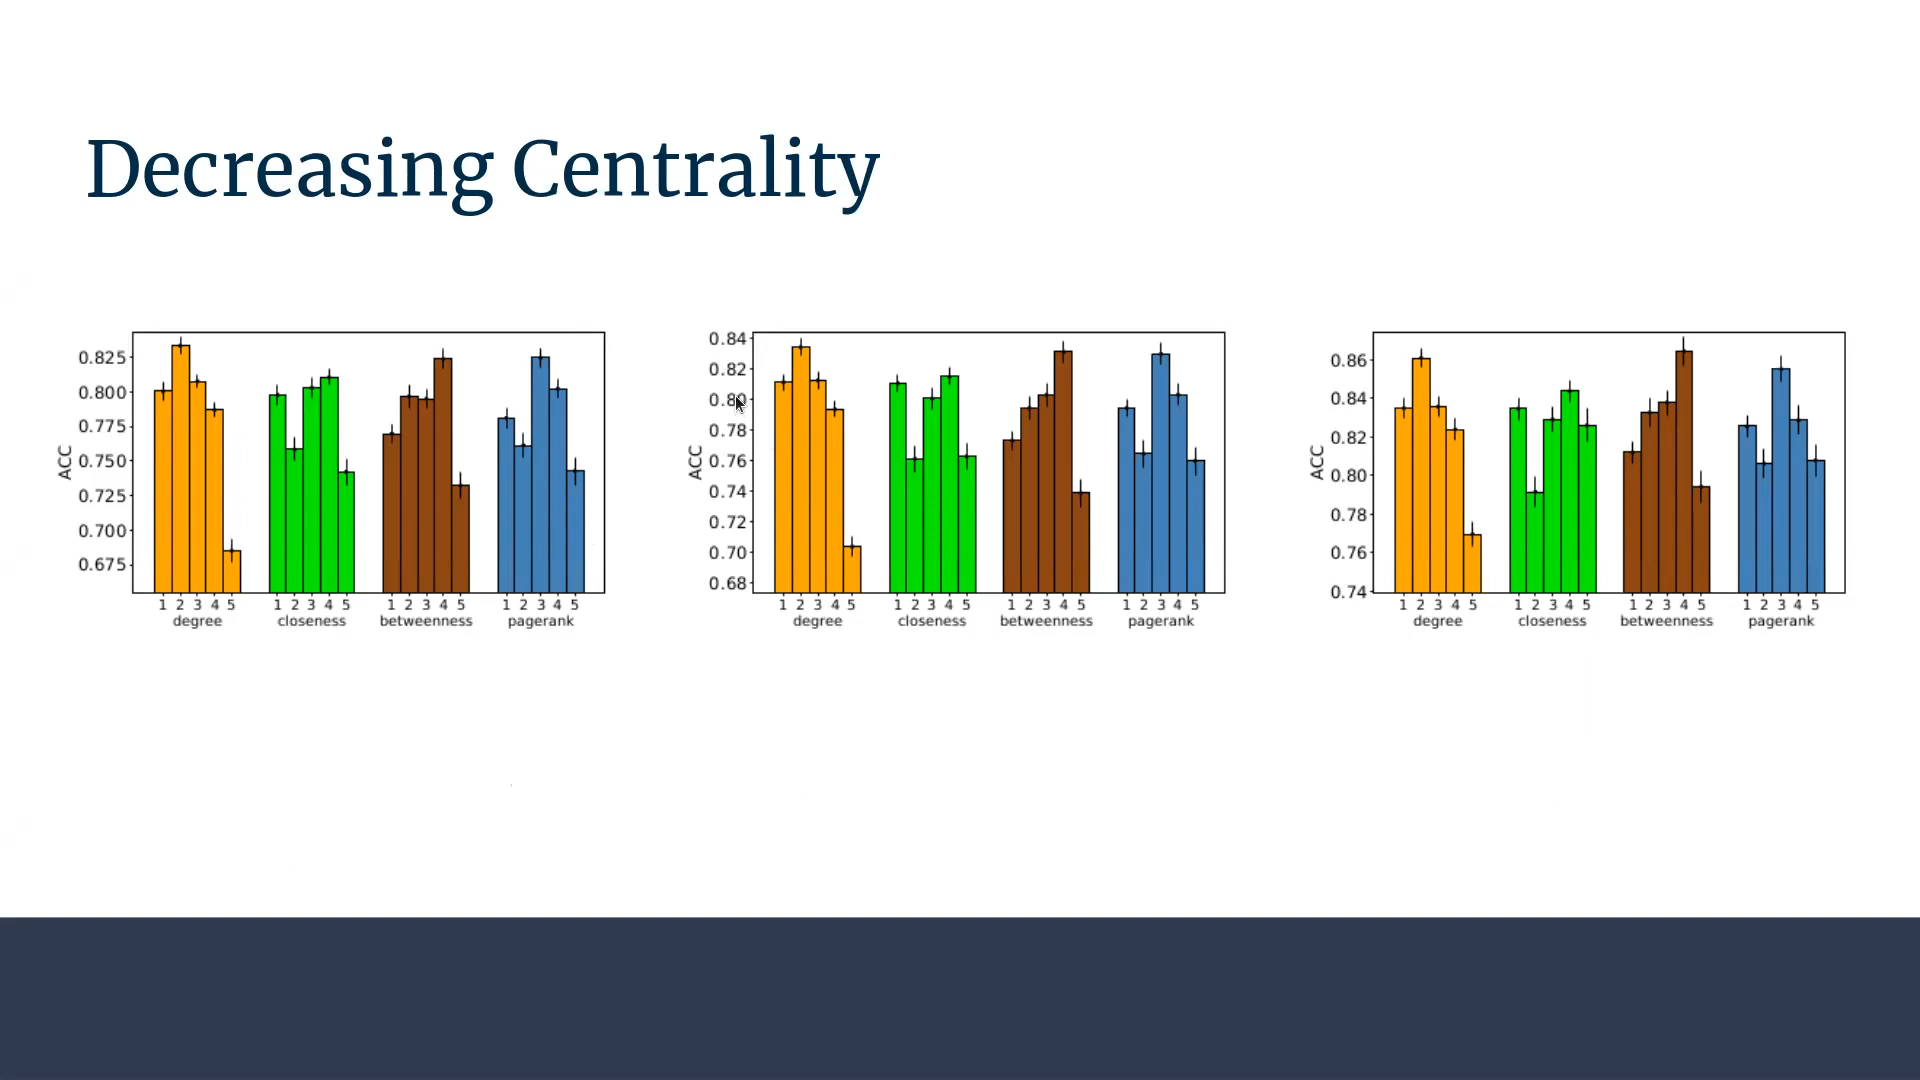 Decreasing Centrality
ACC
0.825
0.800
0.775
0.750
0.725
0.700
0.675
1 2 3 4 5 1 2 3 4 5 1 2 3 4 5 1 2 3 4 5
degree closeness betweenness pagerank
ACC
0.84
0.82
0.80
0.78
0.76
0.74
0.72
0.70
0.68
1 2 3 4 5 1 2 3 4 5 1 2 3 4 5 1 2 3 4 5
degree closeness betweenness pagerank
ACC
0.86
0.84
0.82
0.80
0.78
0.76
0.74
1 2 3 4 5 1 2 3 4 5 1 2 3 4 5 1 2 3 4 5
degree closeness betweenness pagerank